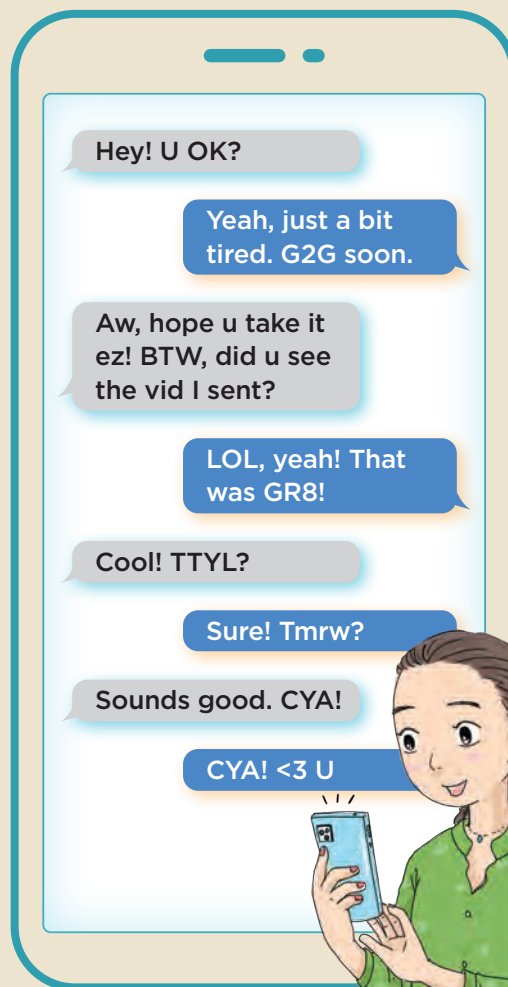 Hey! U OK?
Yeah, just a bit
tired. G2G soon.
Aw, hope u take it
ez! BTW, did u see
the vid I sent?
LOL, yeah! That
was GR8!
Cool! TTYL?
Sure! Tmrw?
Sounds good. CYA!
CYA! <3 U